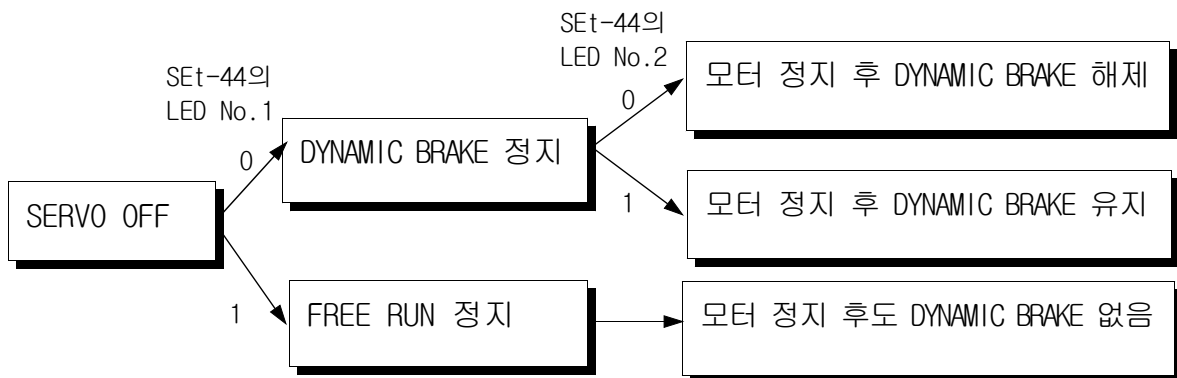 SEt-44의
LED No.2
모터 정지 후 DYNAMIC BRAKE 해제
SEt-44의
LED No.1
0
DYNAMIC BRAKE 정지
0
SERVO OFF
1
모터 정지 후 DYNAMIC BRAKE 유지
1
FREE RUN 정지
모터 정지 후도 DYNAMIC BRAKE 없음